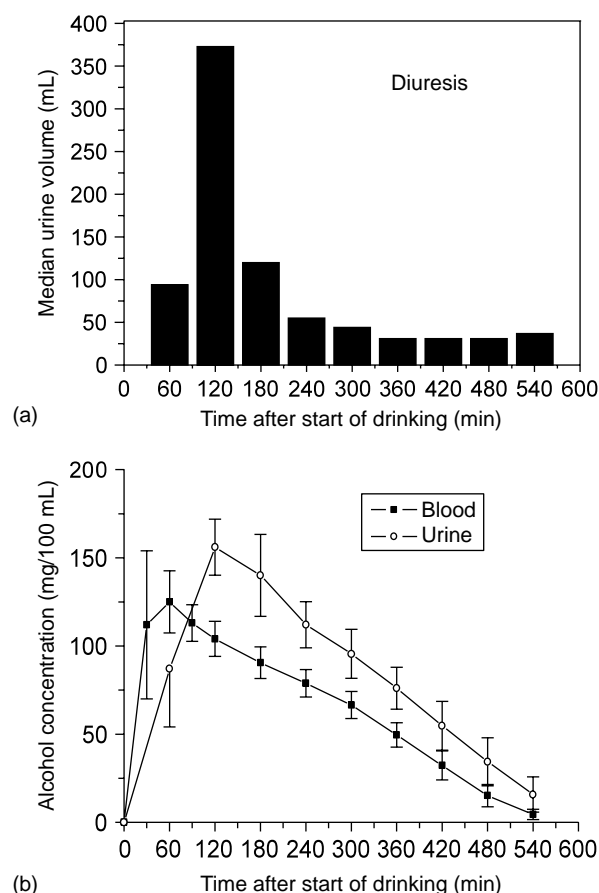 400
350
300
250
200
150
100
50
0
Median urine volume (mL)
Diuresis
0 60 120 180 240 300 360 420 480 540 600
(a)
Time after start of drinking (min)
200
150
100
50
0
Alcohol concentration (mg/100 mL)
Blood
Urine
0 60 120 180 240 300 360 420 480 540 600
(b)
Time after start of drinking (min)